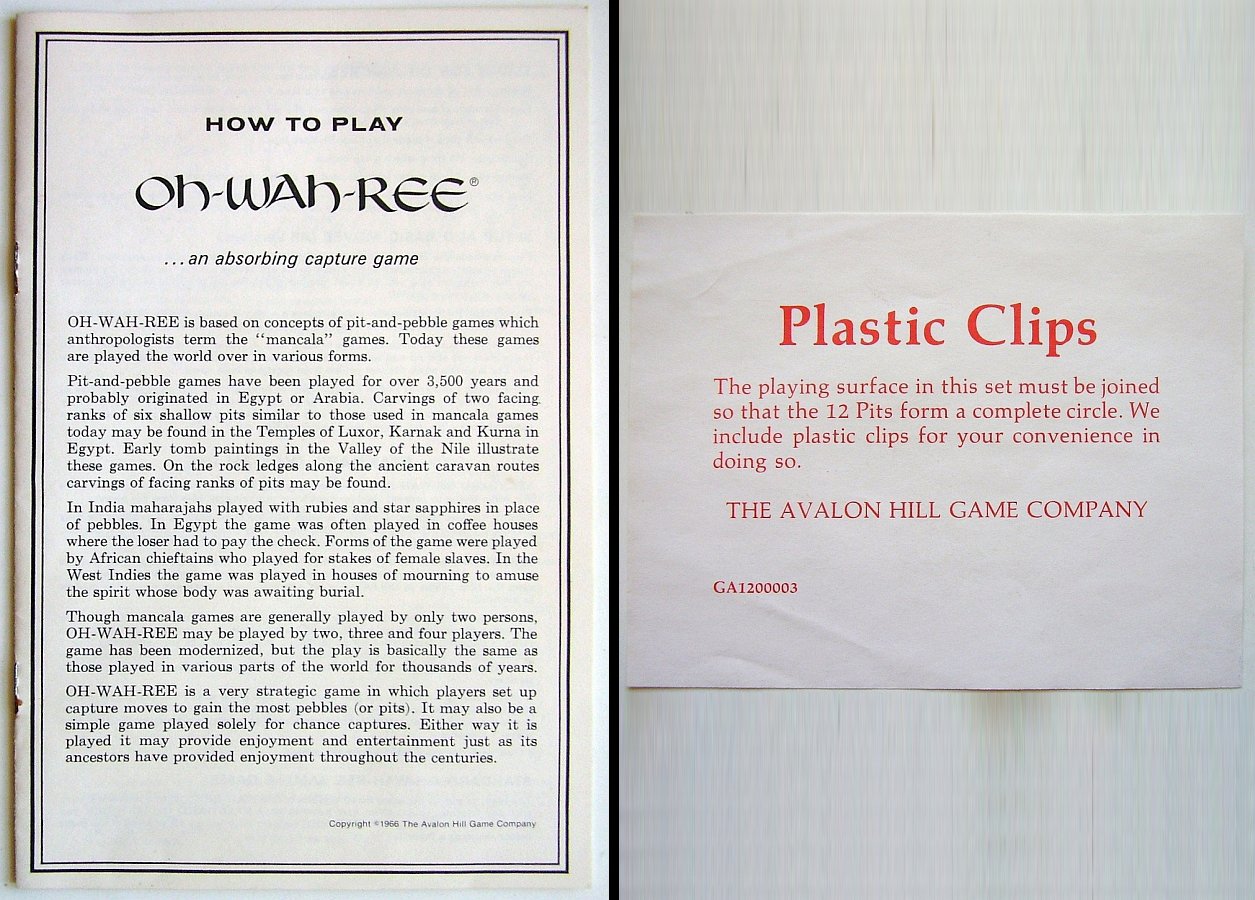 HOW TO PLAY
Oh-WAh-REE®
...an absorbing capture game
OH-WAH-REE is based on concepts of pit-and-pebble games which
anthropologists term the “mancala” games. Today these games
are played the world over in various forms.
Pit-and-pebble games have been played for over 3,500 years and
probably originated in Egypt or Arabia. Carvings of two facing
ranks of six shallow pits similar to those used in mancala games
today may be found in the Temples of Luxor, Karnak and Kurna in
Egypt. Early tomb paintings in the Valley of the Nile illustrate
these games. On the rock ledges along the ancient caravan routes
carvings of facing ranks of pits may be found.
In India maharajahs played with rubies and star sapphires in place
of pebbles. In Egypt the game was often played in coffee houses
where the loser had to pay the check. Forms of the game were played
by African chieftains who played for stakes of female slaves. In the
West Indies the game was played in houses of mourning to amuse
the spirit whose body was awaiting burial.
Though mancala games are generally played by only two persons,
OH-WAH-REE may be played by two, three and four players. The
game has been modernized, but the play is basically the same as
those played in various parts of the world for thousands of years.
OH-WAH-REE is a very strategic game in which players set up
capture moves to gain the most pebbles (or pits). It may also be a
simple game played solely for chance captures. Either way it is
played it may provide enjoyment and entertainment just as its
ancestors have provided enjoyment throughout the centuries.
Copyright ©1966 The Avalon Hill Game Company
Plastic Clips
The playing surface in this set must be joined
so that the 12 Pits form a complete circle. We
include plastic clips for your convenience in
doing so.
THE AVALON HILL GAME COMPANY
GA1200003